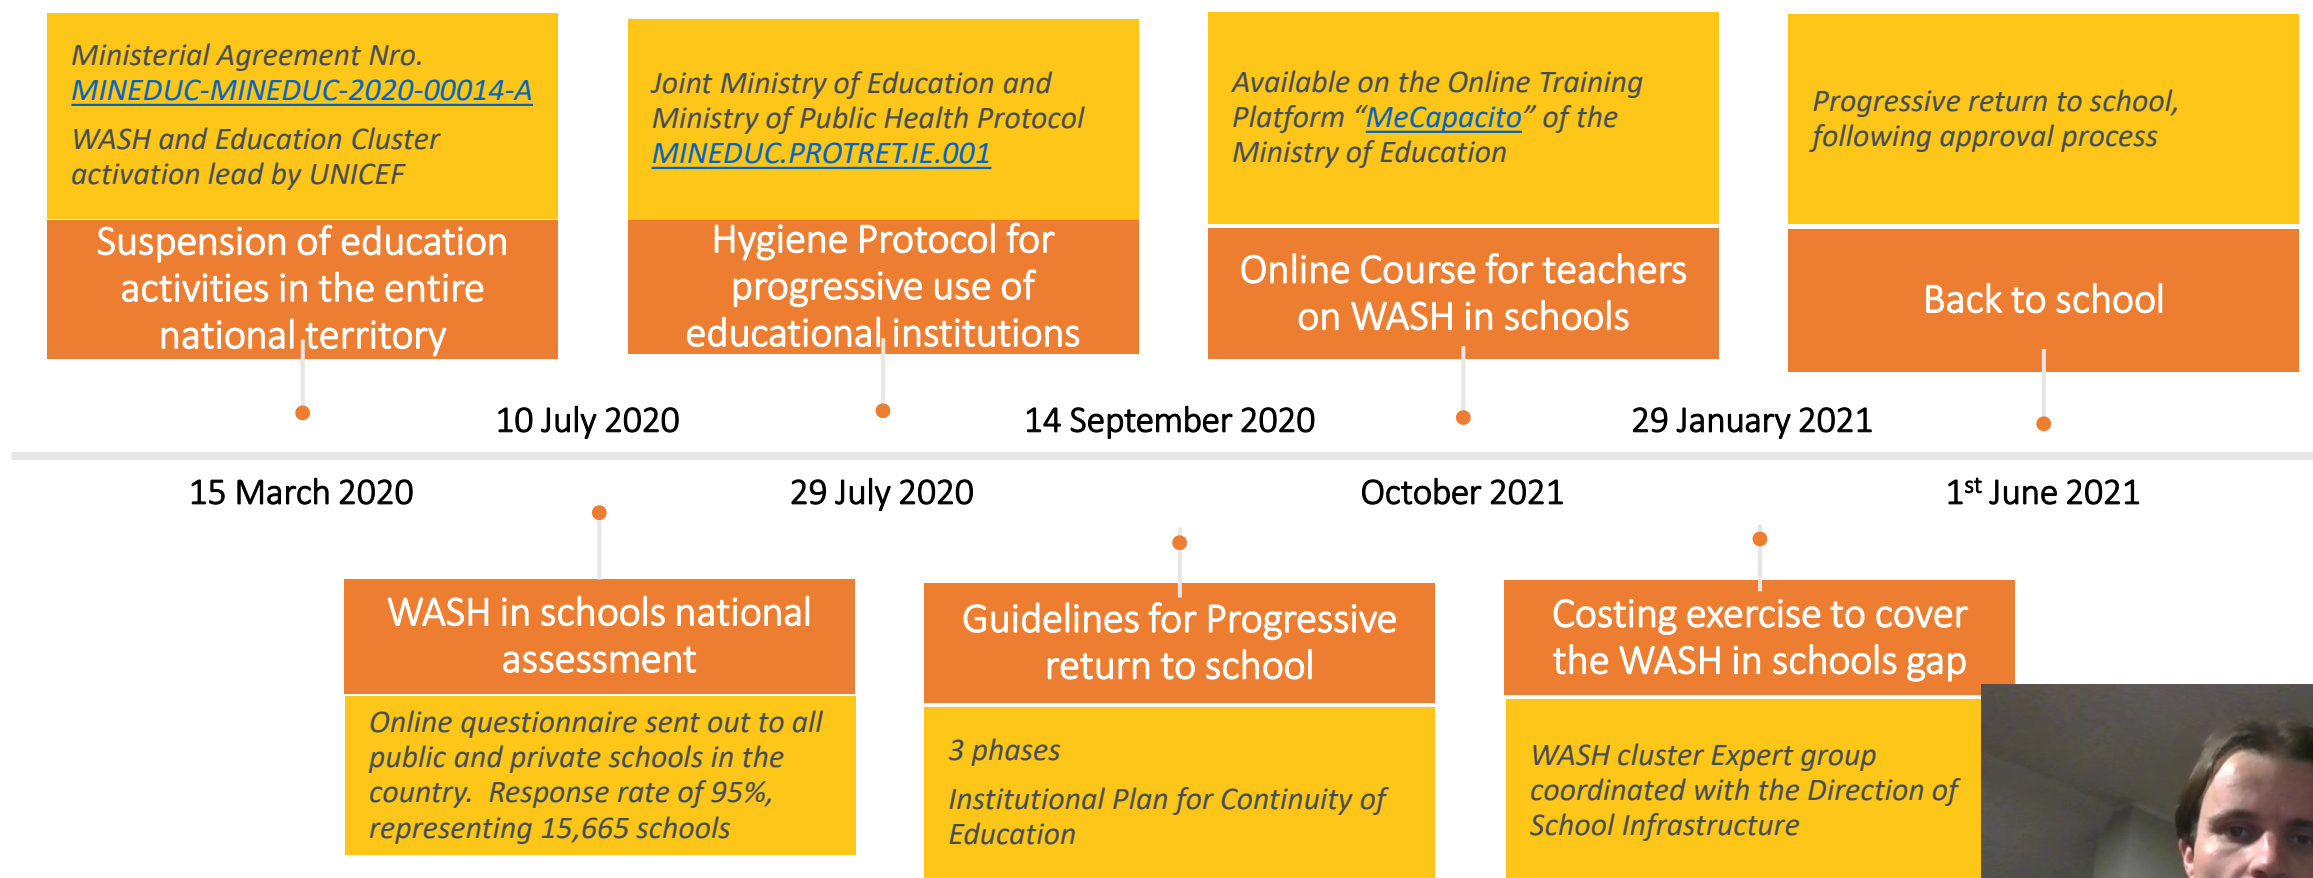 Ministerial Agreement Nro.
MINEDUC-MINEDUC-2020-00014-A
WASH and Education Cluster
activation lead by UNICEF
Suspension of education
activities in the entire
national territory
Joint Ministry of Education and
Ministry of Public Health Protocol
MINEDUC.PROTRET.IE.001
Hygiene Protocol for
progressive use of
educational institutions
Available on the Online Training
Platform “MeCapacito” of the
Ministry of Education
Online Course for teachers
on WASH in schools
Progressive return to school,
following approval process
Back to school
10 July 2020
14 September 2020
29 January 2021
15 March 2020
29 July 2020
October 2021
1st June 2021
WASH in schools national
assessment
Online questionnaire sent out to all
public and private schools in the
country.  Response rate of 95%,
representing 15,665 schools
Guidelines for Progressive
return to school
3 phases
Institutional Plan for Continuity of
Education
Costing exercise to cover
the WASH in schools gap
WASH cluster Expert group
coordinated with the Direction of
School Infrastructure